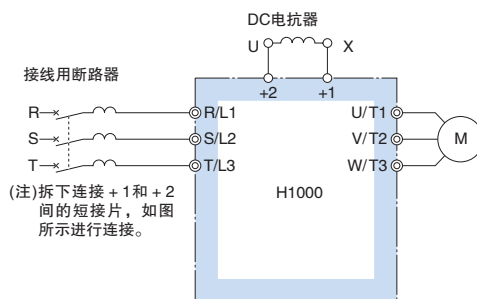 DC电抗器
U X
接线用断路器
+2 +1
R R/L1 U/T1
S S/L2 V/T2 M
T T/L3 W/T3
(注)拆下连接+1和+2
间的短接片，如图
所示进行连接。
H1000